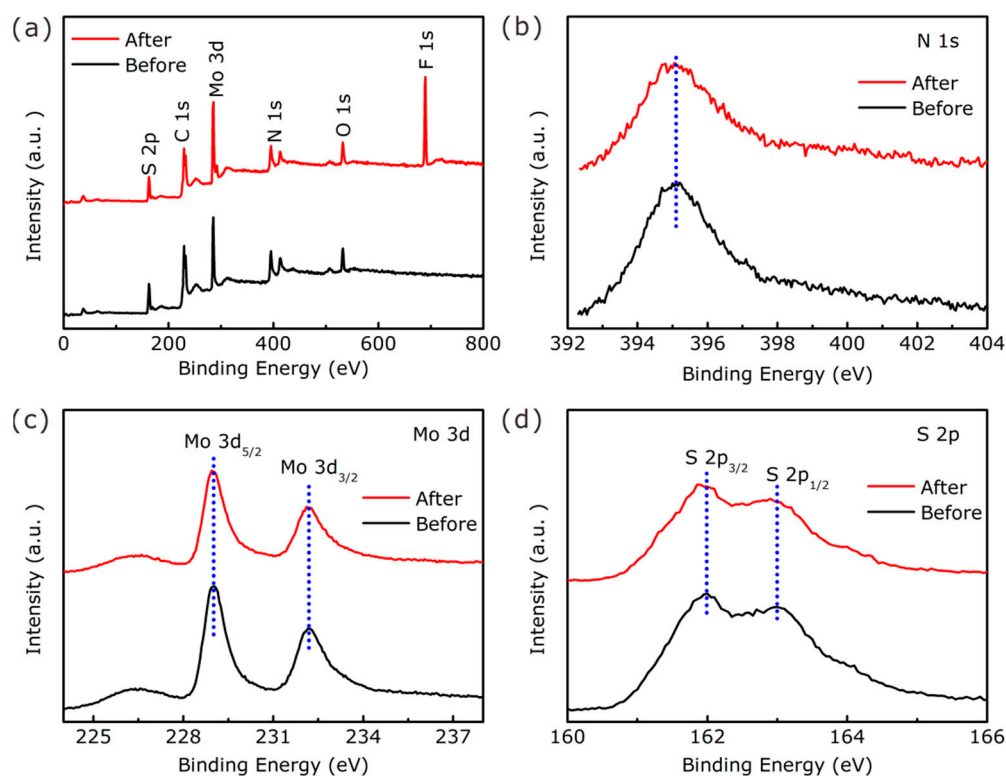 (a)
After
Before
S 2p
C 1s
Mo 3d
N 1s
O 1s
F 1s
Intensity (a.u.)
0 200 400 600 800
Binding Energy (eV)
(b)
N 1s
After
Before
Intensity (a.u.)
392 394 396 398 400 402 404
Binding Energy (eV)
(c)
Mo 3d
Mo 3d5/2
Mo 3d3/2
After
Before
Intensity (a.u.)
225 228 231 234 237
Binding Energy (eV)
(d)
S 2p
S 2p3/2
S 2p1/2
After
Before
Intensity (a.u.)
160 162 163 164 166
Binding Energy (eV)